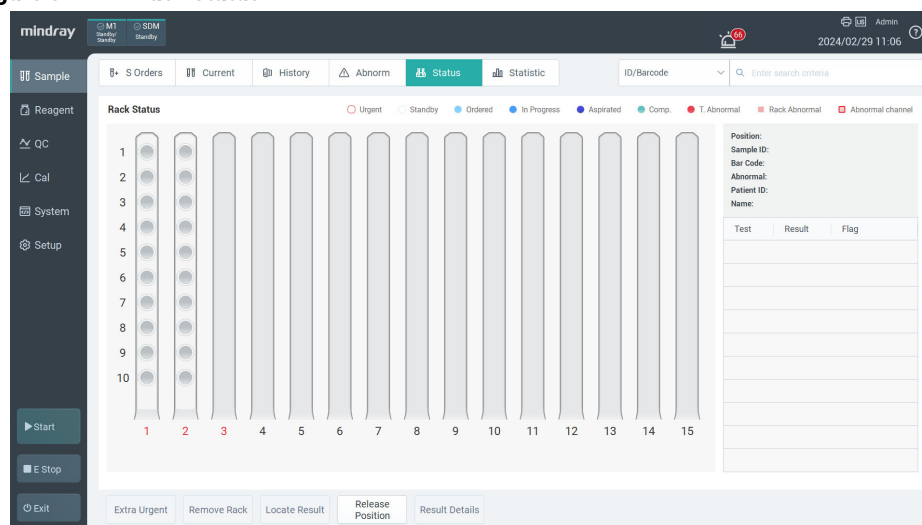 mindray
M1
Standby/
Standby
SDM
Standby
66
US
Admin
2024/02/29 11:06
?
Sample
Reagent
QC
Cal
System
Setup
Start
E Stop
Exit
S Orders
Current
History
Abnorm
Status
Statistic
ID/Barcode
Enter search criteria
Rack Status
Urgent
Standby
Ordered
In Progress
Aspirated
Comp.
T. Abnormal
Rack Abnormal
Abnormal channel
1
2
3
4
5
6
7
8
9
10
1 2 3 4 5 6 7 8 9 10 11 12 13 14 15
Position:
Sample ID:
Bar Code:
Abnormal:
Patient ID:
Name:
Test Result Flag
Extra Urgent
Remove Rack
Locate Result
Release
Position
Result Details